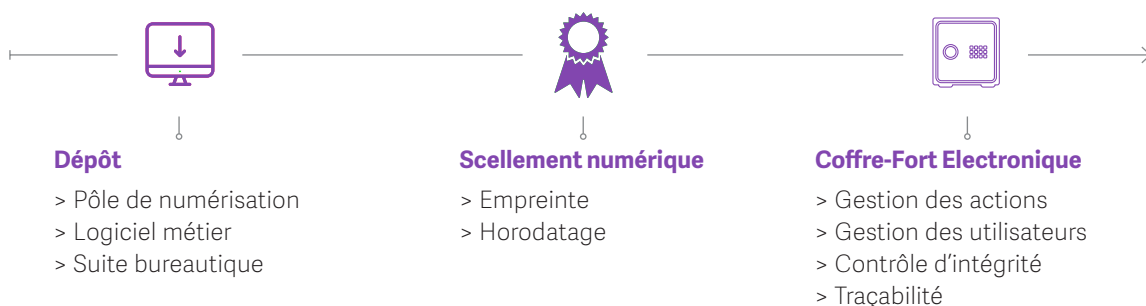 Dépôt
> Pôle de numérisation
> Logiciel métier
> Suite bureautique
Scellement numérique
> Empreinte
> Horodatage
Coffre-Fort Electronique
> Gestion des actions
> Gestion des utilisateurs
> Contrôle d’intégrité
> Traçabilité